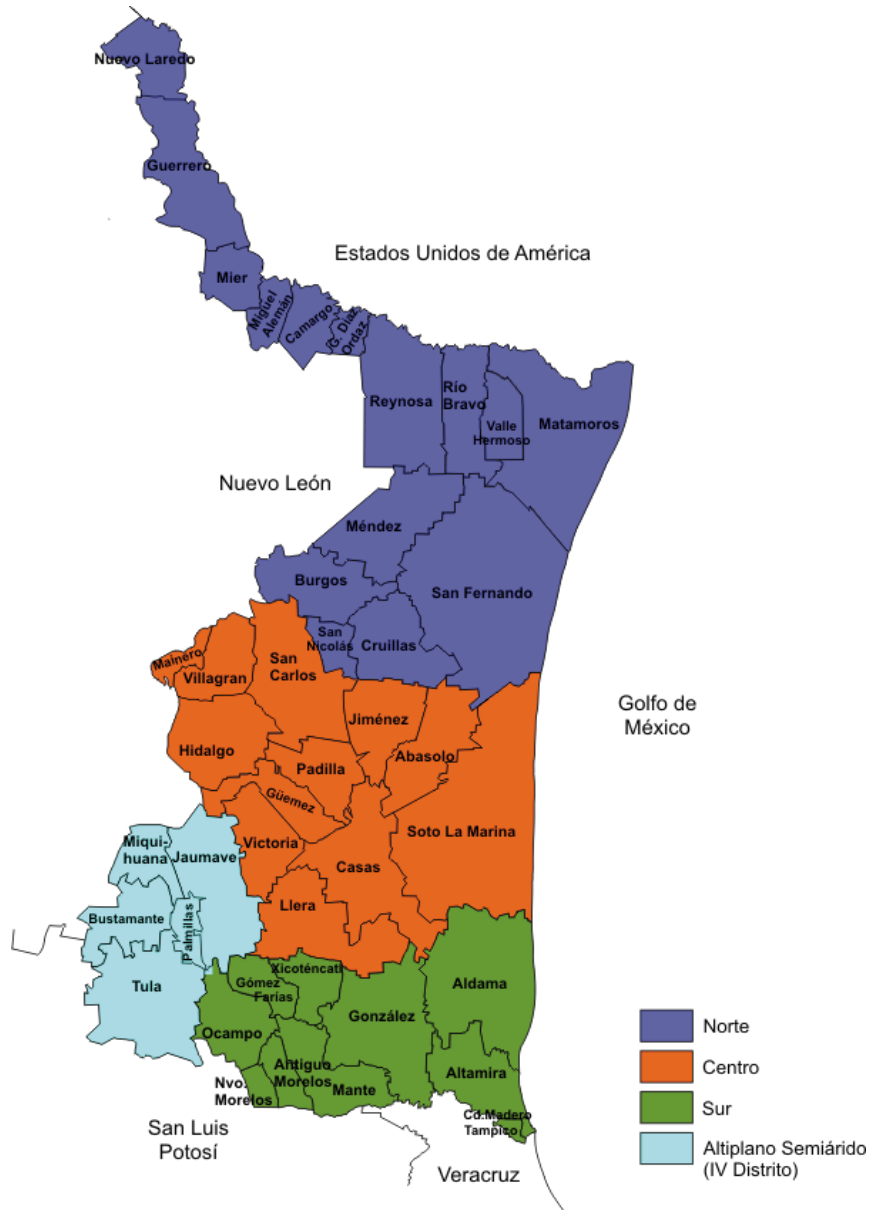 Nuevo Laredo
Guerrero
Estados Unidos de América
Mier
Miguel
Alemán
Camargo
G. Díaz
Ordaz
Reynosa
Río
Bravo
Valle
Hermoso
Matamoros
Nuevo León
Méndez
Burgos
San Fernando
San
Nicolás
Cruillas
Mainero
Villagran
San
Carlos
Golfo de
México
Jiménez
Hidalgo
Abasolo
Padilla
Güemez
Soto La Marina
Victoria
Miqui-
huana
Jaumave
Casas
Llera
Bustamante
Palmillas
Xicoténcatl
Gómez
Farías
Tula
Aldama
González
Ocampo
Antiguo
Morelos
Nvo.
Morelos
Mante
Altamira
Cd.Madero
Tampico
San Luis
Potosí
Veracruz
Norte
Centro
Sur
Altiplano Semiárido
(IV Distrito)